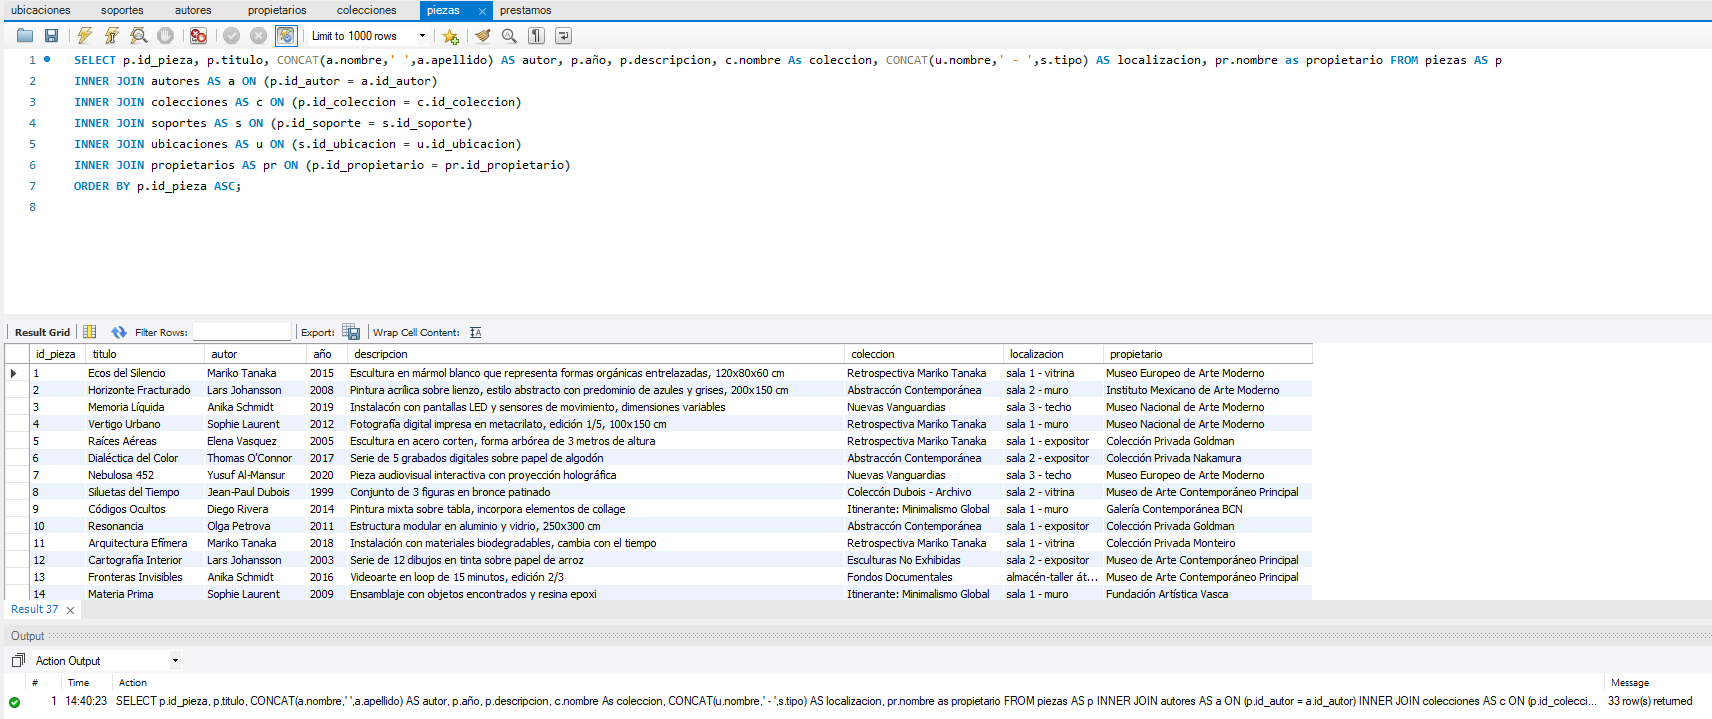 ubicaciones soportes autores propietarios colecciones piezas prestamos
Limit to 1000 rows
1 SELECT p.id_pieza, p.titulo, CONCAT(a.nombre,' ',a.apellido) AS autor, p.año, p.descripcion, c.nombre As coleccion, CONCAT(u.nombre,' - ',s.tipo) AS localizacion, pr.nombre as propietario FROM piezas AS p
2 INNER JOIN autores AS a ON (p.id_autor = a.id_autor)
3 INNER JOIN colecciones AS c ON (p.id_coleccion = c.id_coleccion)
4 INNER JOIN soportes AS s ON (p.id_soporte = s.id_soporte)
5 INNER JOIN ubicaciones AS u ON (s.id_ubicacion = u.id_ubicacion)
6 INNER JOIN propietarios AS pr ON (p.id_propietario = pr.id_propietario)
7 ORDER BY p.id_pieza ASC;
8
Result Grid Filter Rows: Export: Wrap Cell Content:
id_pieza titulo autor año descripcion coleccion localizacion propietario
1 Ecos del Silencio Mariko Tanaka 2015 Escultura en mármol blanco que representa formas orgánicas entrelazadas, 120x80x60 cm Retrospectiva Mariko Tanaka sala 1 - vitrina Museo Europeo de Arte Moderno
2 Horizonte Fracturado Lars Johansson 2008 Pintura acrílica sobre lienzo, estilo abstracto con predominio de azules y grises, 200x150 cm Abstraccón Contemporánea sala 2 - muro Instituto Mexicano de Arte Moderno
3 Memoria Líquida Anika Schmidt 2019 Instalacón con pantallas LED y sensores de movimiento, dimensiones variables Nuevas Vanguardias sala 3 - techo Museo Nacional de Arte Moderno
4 Vertigo Urbano Sophie Laurent 2012 Fotografía digital impresa en metacrilato, edición 1/5, 100x150 cm Retrospectiva Mariko Tanaka sala 1 - muro Museo Nacional de Arte Moderno
5 Raíces Aéreas Elena Vasquez 2005 Escultura en acero corten, forma arbórea de 3 metros de altura Retrospectiva Mariko Tanaka sala 1 - expositor Colección Privada Goldman
6 Dialéctica del Color Thomas O'Connor 2017 Serie de 5 grabados digitales sobre papel de algodón Abstraccón Contemporánea sala 2 - expositor Colección Privada Nakamura
7 Nebulosa 452 Yusuf Al-Mansur 2020 Pieza audiovisual interactiva con proyección holográfica Nuevas Vanguardias sala 3 - techo Museo Europeo de Arte Moderno
8 Siluetas del Tiempo Jean-Paul Dubois 1999 Conjunto de 3 figuras en bronce patinado Coleccón Dubois - Archivo sala 2 - vitrina Museo de Arte Contemporáneo Principal
9 Códigos Ocultos Diego Rivera 2014 Pintura mixta sobre tabla, incorpora elementos de collage Itinerante: Minimalismo Global sala 1 - muro Galería Contemporánea BCN
10 Resonancia Olga Petrova 2011 Estructura modular en aluminio y vidrio, 250x300 cm Abstraccón Contemporánea sala 1 - expositor Colección Privada Goldman
11 Arquitectura Efímera Mariko Tanaka 2018 Instalación con materiales biodegradables, cambia con el tiempo Retrospectiva Mariko Tanaka sala 1 - vitrina Colección Privada Monteiro
12 Cartografía Interior Lars Johansson 2003 Serie de 12 dibujos en tinta sobre papel de arroz Esculturas No Exhibidas sala 2 - expositor Museo de Arte Contemporáneo Principal
13 Fronteras Invisibles Anika Schmidt 2016 Videoarte en loop de 15 minutos, edición 2/3 Fondos Documentales almacén-taller át... Museo de Arte Contemporáneo Principal
14 Materia Prima Sophie Laurent 2009 Ensamblaje con objetos encontrados y resina epoxi Itinerante: Minimalismo Global sala 1 - muro Fundación Artística Vasca
Result 37
Output
Action Output
# Time Action Message
1 14:40:23 SELECT p.id_pieza, p.titulo, CONCAT(a.nombre,' ',a.apellido) AS autor, p.año, p.descripcion, c.nombre As coleccion, CONCAT(u.nombre,' - ',s.tipo) AS localizacion, pr.nombre as propietario FROM piezas AS p INNER JOIN autores AS a ON (p.id_autor = a.id_autor) INNER JOIN colecciones AS c ON (p.id_colecci... 33 row(s) returned